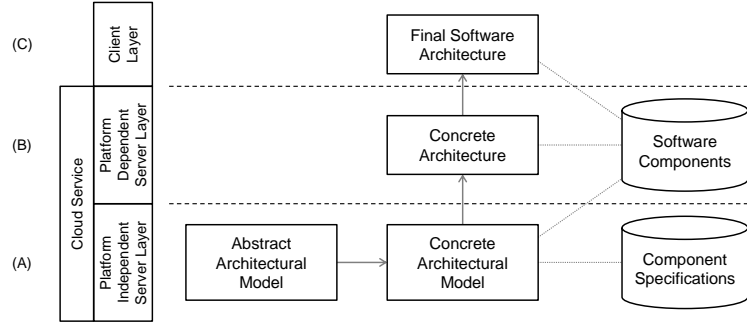 (C)
Client
Layer
Final Software
Architecture
Cloud Service
(B)
Platform
Dependent
Server Layer
Concrete
Architecture
Software
Components
(A)
Platform
Independent
Server Layer
Abstract
Architectural
Model
Concrete
Architectural
Model
Component
Specifications